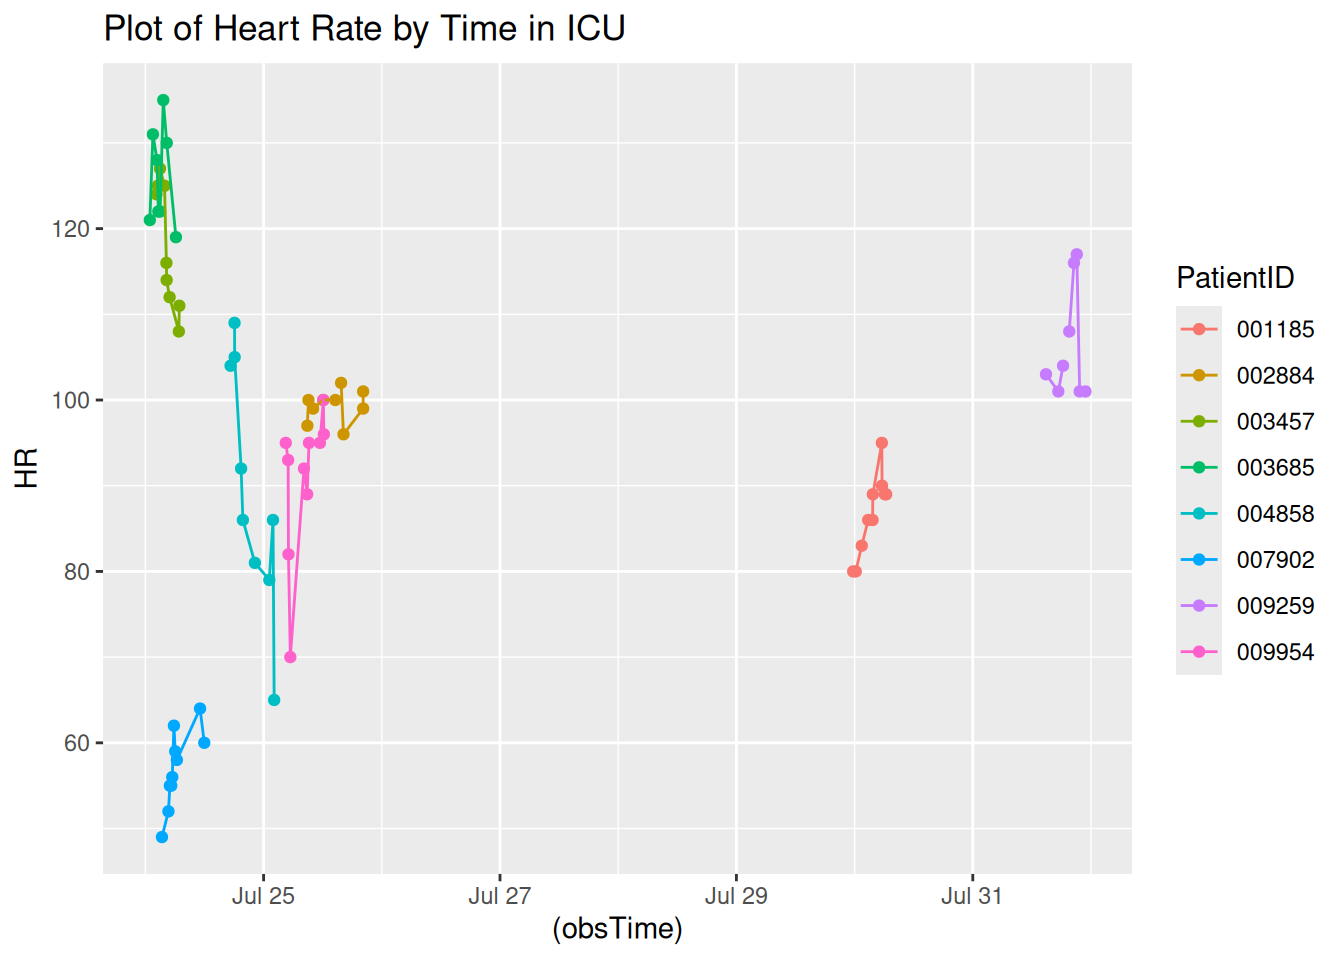 Plot of Heart Rate by Time in ICU
120
100
80
60
HR
Jul 25
Jul 27
Jul 29
Jul 31
(obsTime)
PatientID
001185
002884
003457
003685
004858
007902
009259
009954